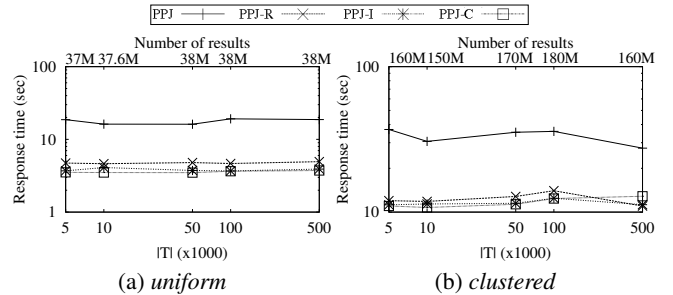 PPJ PPJ-R PPJ-I PPJ-C
Number of results
37M 37.6M 38M 38M 38M
100
10
1
Response time (sec)
5 10 50 100 500
|T| (x1000)
(a) uniform
Number of results
160M 150M 170M 180M 160M
100
10
Response time (sec)
5 10 50 100 500
|T| (x1000)
(b) clustered